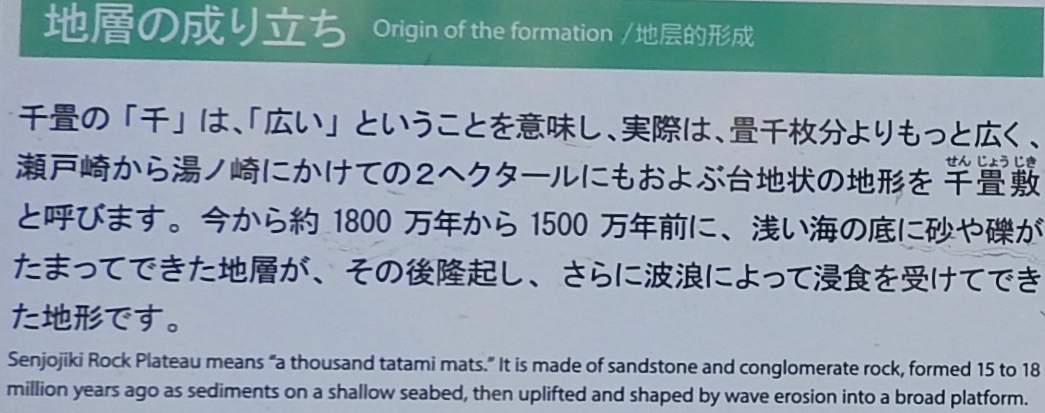 地層の成り立ち Origin of the formation /地层的形成
千畳の「千」は、「広い」ということを意味し、実際は、畳千枚分よりもっと広く、
瀬戸崎から湯ノ崎にかけての2ヘクタールにもおよぶ台地状の地形を千畳敷
せんじょうじき
と呼びます。今から約 1800 万年から 1500 万年前に、浅い海の底に砂や礫が
たまってできた地層が、その後隆起し、さらに波浪によって浸食を受けてでき
た地形です。
Senjojiki Rock Plateau means “a thousand tatami mats.” It is made of sandstone and conglomerate rock, formed 15 to 18
million years ago as sediments on a shallow seabed, then uplifted and shaped by wave erosion into a broad platform.